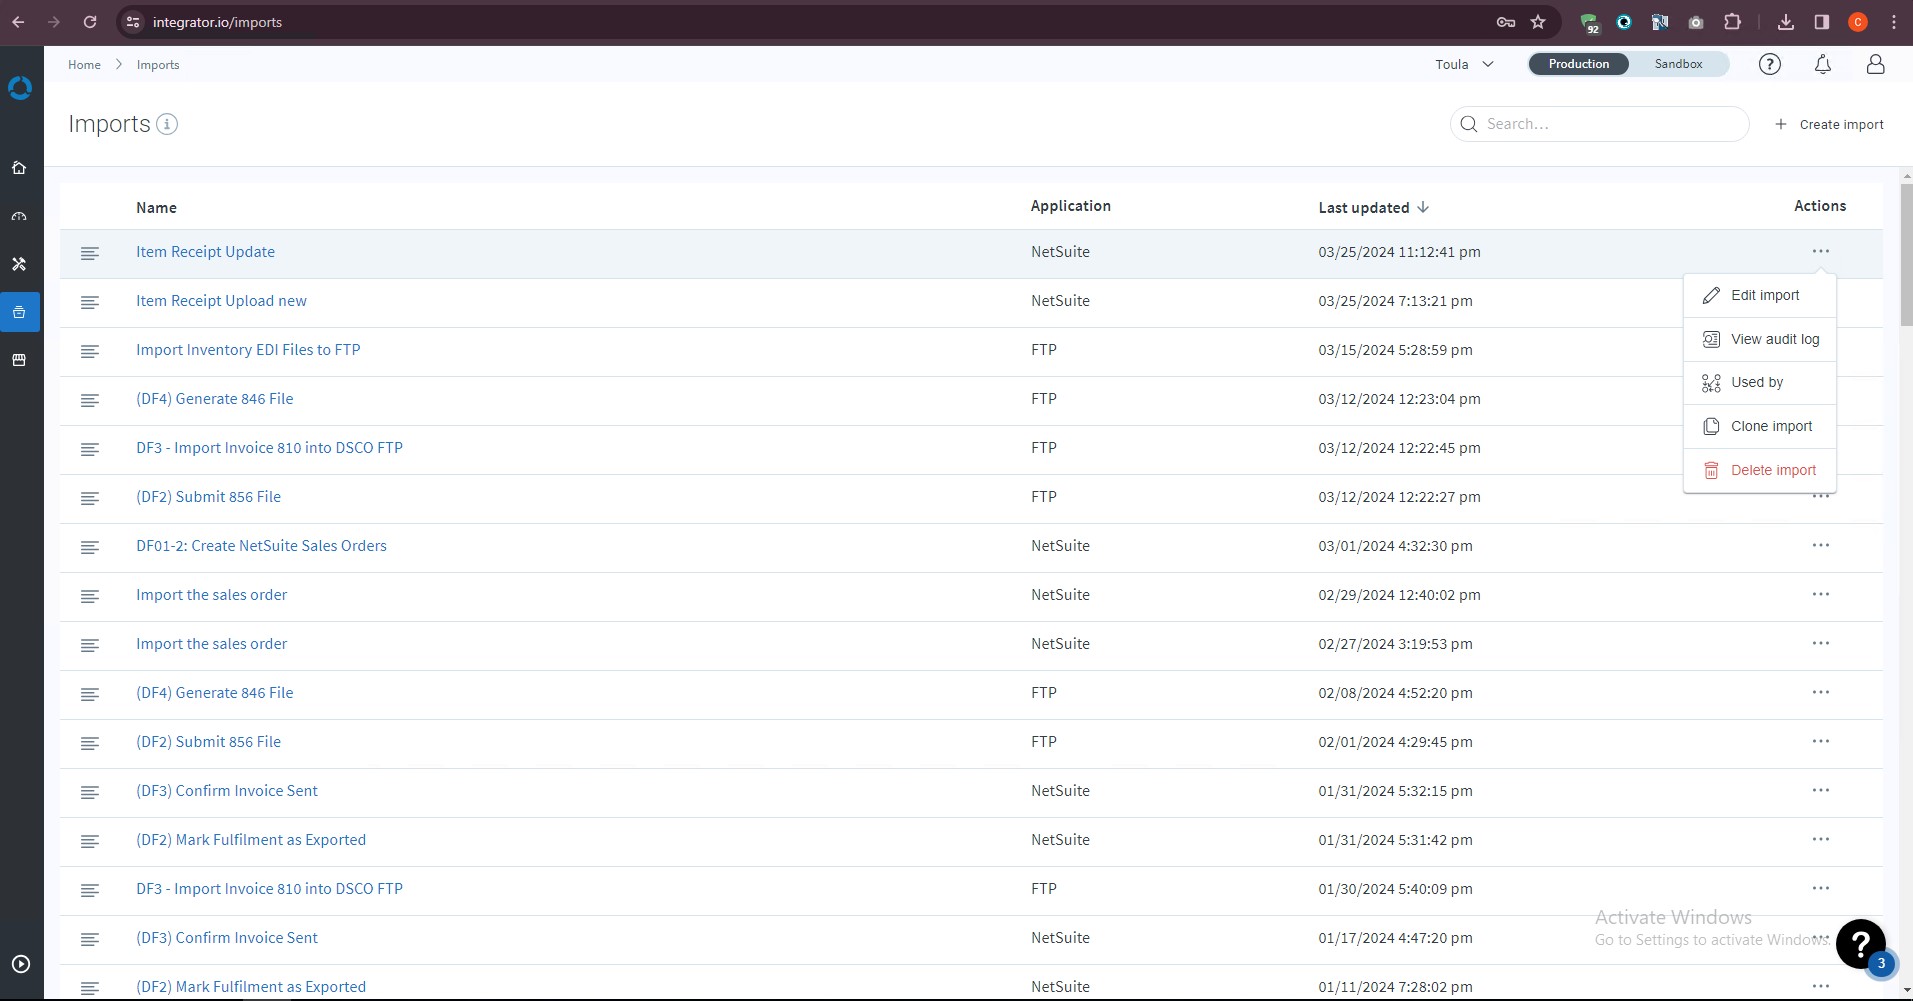 integrator.io/imports
92
C
Home
Imports
Toula
Production
Sandbox
?
Imports
i
Search...
+ Create import
Name
Application
Last updated
Actions
Item Receipt Update
NetSuite
03/25/2024 11:12:41 pm
...
Item Receipt Upload new
NetSuite
03/25/2024 7:13:21 pm
Import Inventory EDI Files to FTP
FTP
03/15/2024 5:28:59 pm
(DF4) Generate 846 File
FTP
03/12/2024 12:23:04 pm
DF3 - Import Invoice 810 into DSCO FTP
FTP
03/12/2024 12:22:45 pm
(DF2) Submit 856 File
FTP
03/12/2024 12:22:27 pm
...
Edit import
View audit log
Used by
Clone import
Delete import
DF01-2: Create NetSuite Sales Orders
NetSuite
03/01/2024 4:32:30 pm
...
Import the sales order
NetSuite
02/29/2024 12:40:02 pm
...
Import the sales order
NetSuite
02/27/2024 3:19:53 pm
...
(DF4) Generate 846 File
FTP
02/08/2024 4:52:20 pm
...
(DF2) Submit 856 File
FTP
02/01/2024 4:29:45 pm
...
(DF3) Confirm Invoice Sent
NetSuite
01/31/2024 5:32:15 pm
...
(DF2) Mark Fulfilment as Exported
NetSuite
01/31/2024 5:31:42 pm
...
DF3 - Import Invoice 810 into DSCO FTP
FTP
01/30/2024 5:40:09 pm
...
(DF3) Confirm Invoice Sent
NetSuite
01/17/2024 4:47:20 pm
...
(DF2) Mark Fulfilment as Exported
NetSuite
01/11/2024 7:28:02 pm
...
Activate Windows
Go to Settings to activate Windows.
?
3